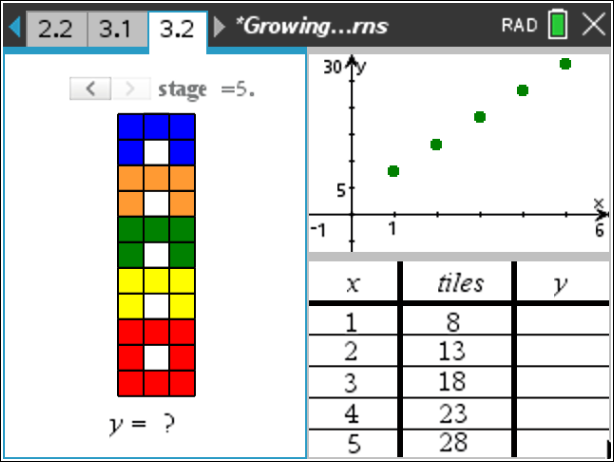 2.2 3.1 3.2 *Growing...rns RAD
stage =5.
y = ?
30 y
5
-1 1 x 6
x tiles y
1 8
2 13
3 18
4 23
5 28